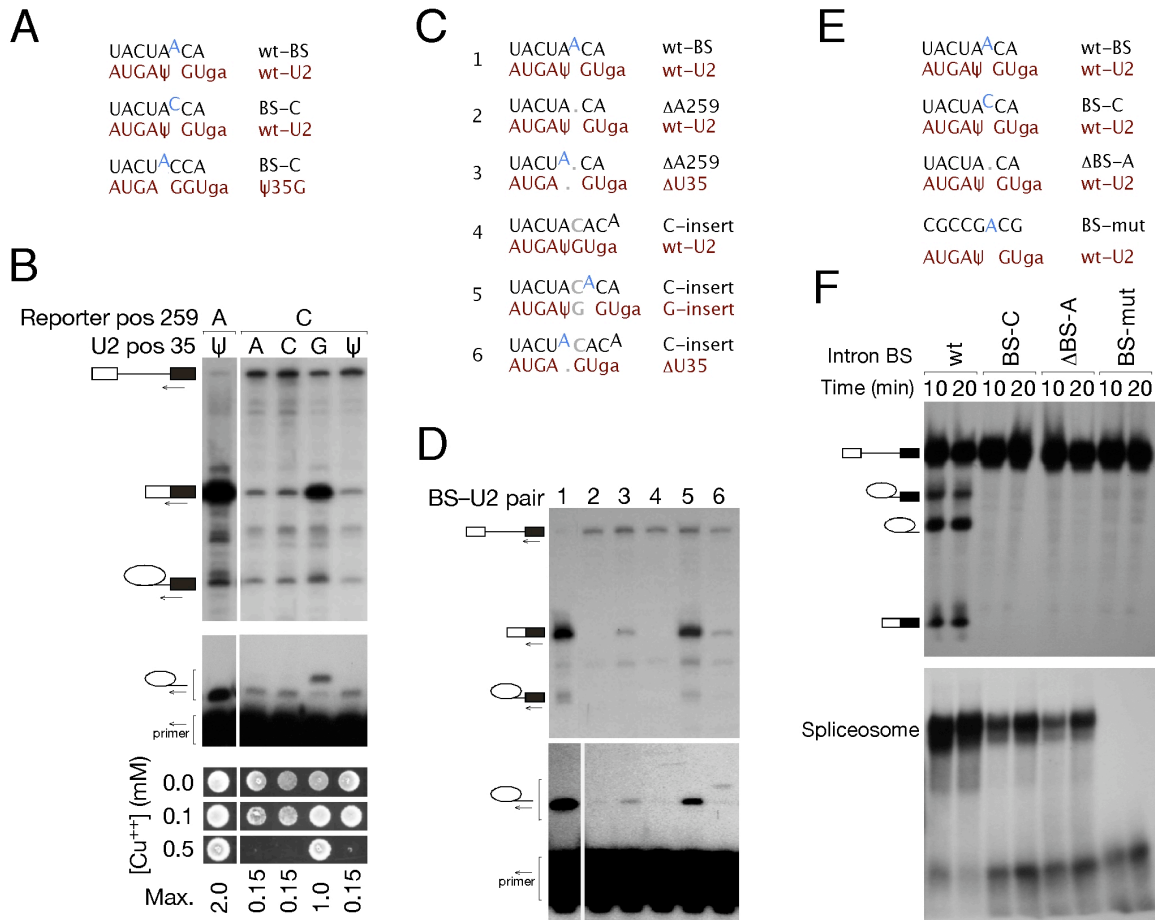 A
UACUAACA wt-BS
AUGAψ GUga wt-U2
UACUACCA BS-C
AUGAψ GUga wt-U2
UACUACCA BS-C
AUGA GGUga ψ35G
B
Reporter pos 259 A C
U2 pos 35 ψ A C G ψ
primer
[Cu++] (mM)
0.0
0.1
0.5
Max. 2.0 0.15 0.15 1.0 0.15
C
1 UACUAACA wt-BS
AUGAψ GUga wt-U2
2 UACUA.CA ΔA259
AUGAψ GUga wt-U2
3 UACUA.CA ΔA259
AUGA . GUga ΔU35
4 UACUACACA C-insert
AUGAψGUga wt-U2
5 UACUACACA C-insert
AUGAψG GUga G-insert
6 UACUACACA C-insert
AUGA .GUga ΔU35
D
BS-U2 pair 1 2 3 4 5 6
primer
E
UACUAACA wt-BS
AUGAψ GUga wt-U2
UACUACCA BS-C
AUGAψ GUga wt-U2
UACUA.CA ΔBS-A
AUGAψ GUga wt-U2
CGCCGACG BS-mut
AUGAψ GUga wt-U2
F
Intron BS wt BS-C ΔBS-A BS-mut
Time (min) 10 20 10 20 10 20 10 20
Spliceosome